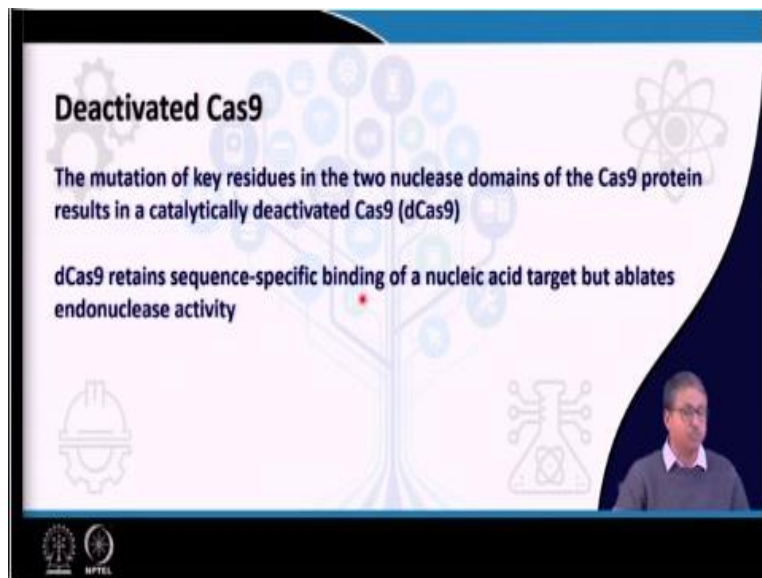 Deactivated Cas9
The mutation of key residues in the two nuclease domains of the Cas9 protein
results in a catalytically deactivated Cas9 (dCas9)
dCas9 retains sequence-specific binding of a nucleic acid target but ablates
endonuclease activity
NPTEL